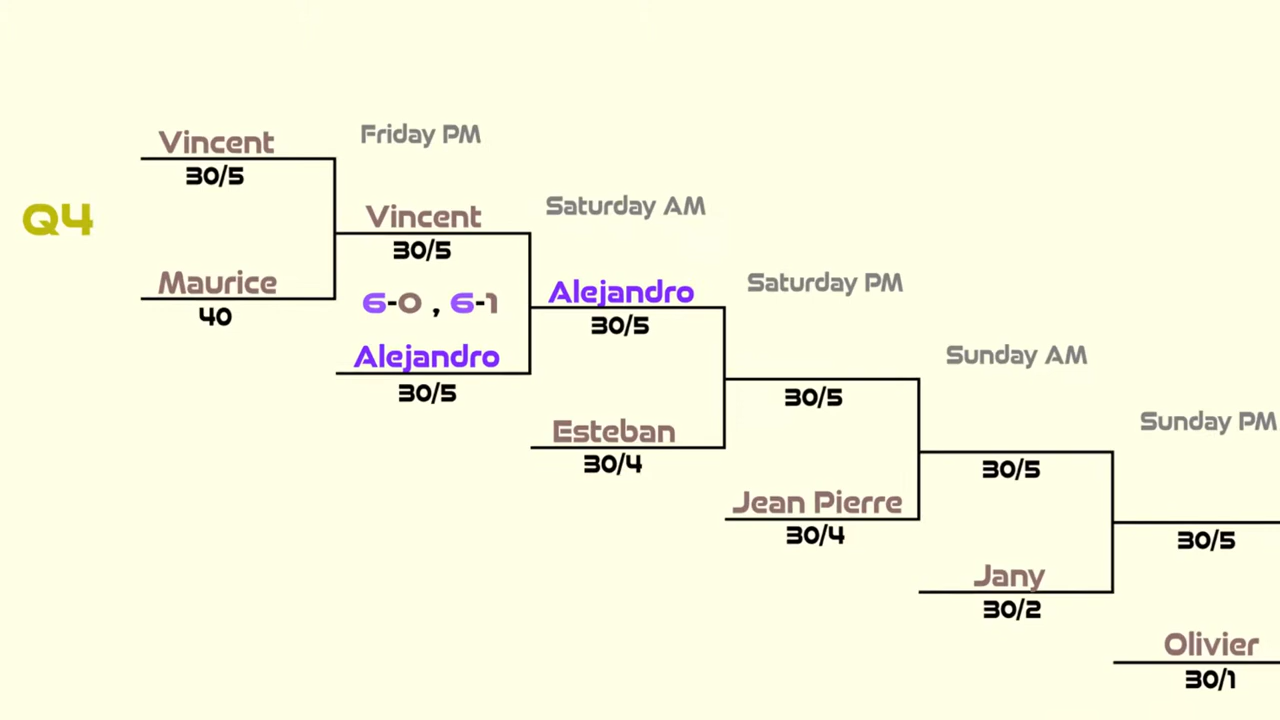 Vincent
Friday PM
30/5
Q4
Vincent
Saturday AM
30/5
Maurice
40
6-0 , 6-1
Alejandro
Saturday PM
30/5
Alejandro
30/5
Sunday AM
30/5
Esteban
30/4
Sunday PM
30/5
Jean Pierre
30/4
30/5
Jany
30/2
Olivier
30/1